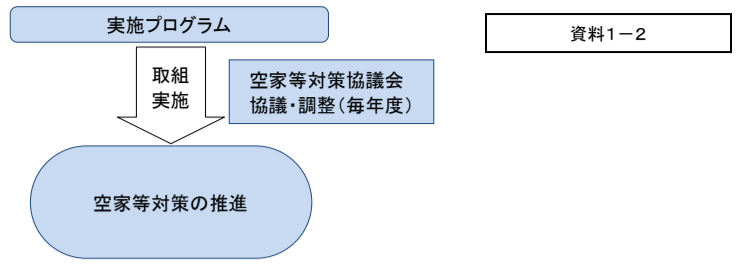 実施プログラム
資料1－2
取組
実施
空家等対策協議会
協議・調整（毎年度）
空家等対策の推進